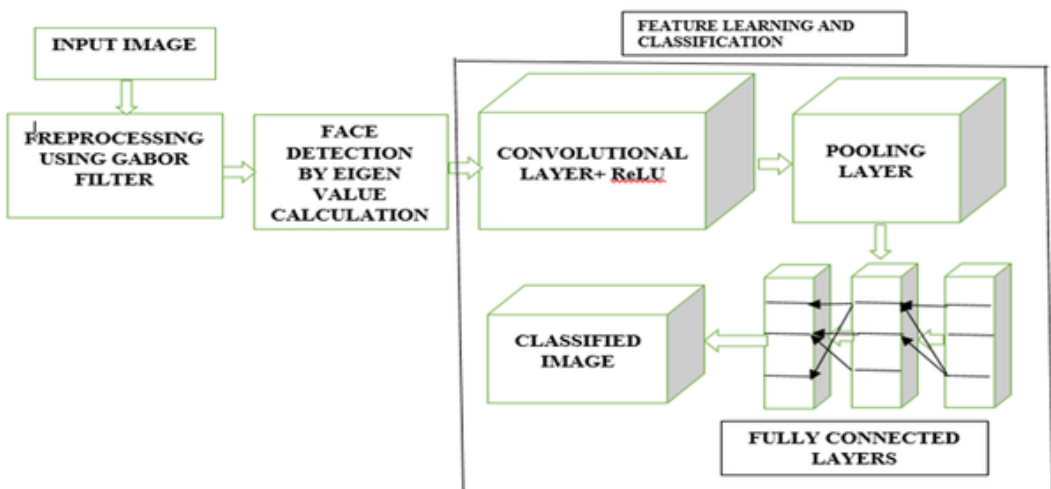 FEATURE LEARNING AND
CLASSIFICATION
INPUT IMAGE
PREPROCESSING
USING GABOR
FILTER
FACE
DETECTION
BY EIGEN
VALUE
CALCULATION
CONVOLUTIONAL
LAYER+ ReLU
POOLING
LAYER
CLASSIFIED
IMAGE
FULLY CONNECTED
LAYERS